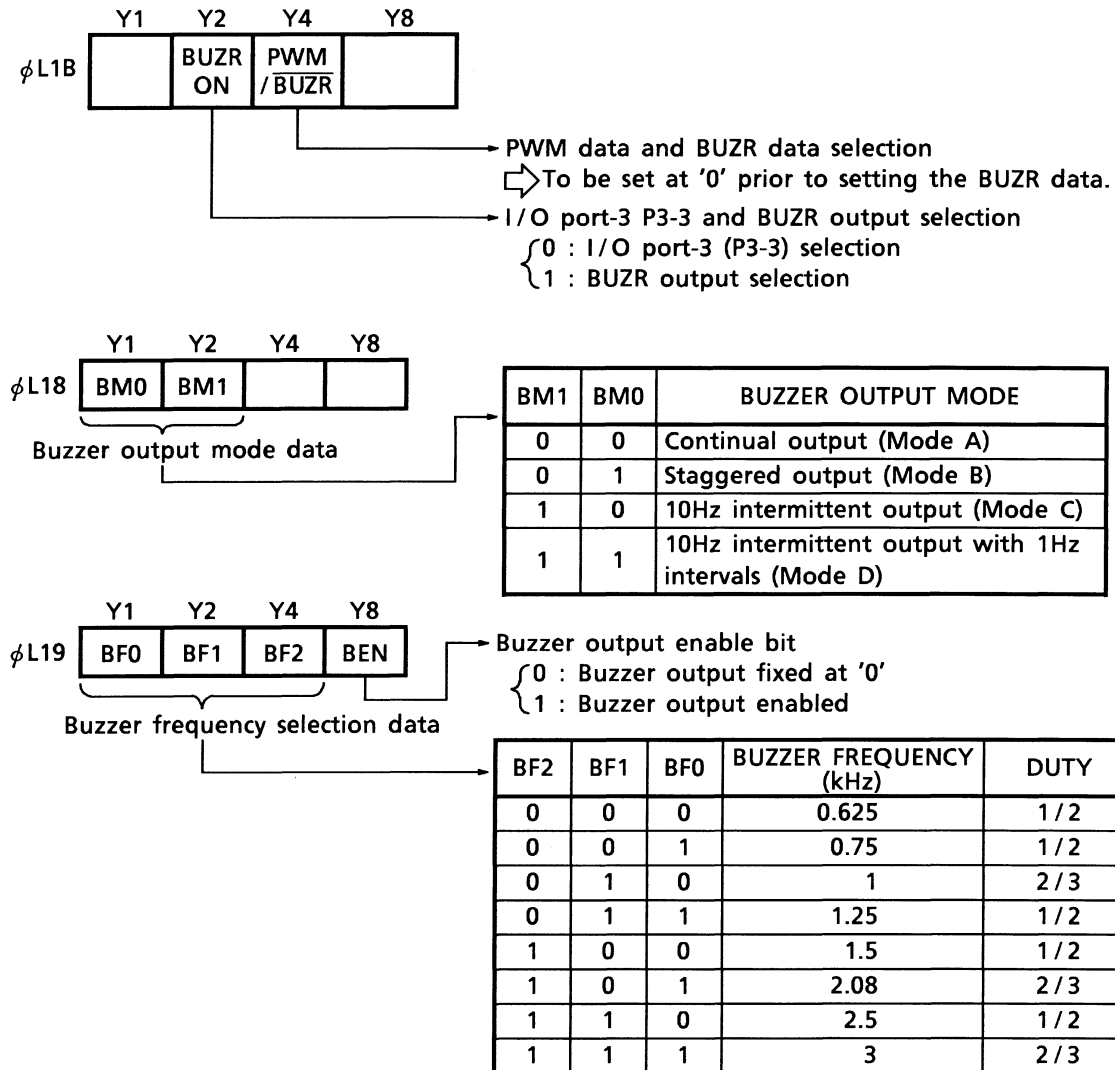 Y1 Y2 Y4 Y8
φL1B BUZR ON PWM / BUZR
PWM data and BUZR data selection
To be set at '0' prior to setting the BUZR data.
I/O port-3 P3-3 and BUZR output selection
0 : I/O port-3 (P3-3) selection
1 : BUZR output selection
Y1 Y2 Y4 Y8
φL18 BM0 BM1
Buzzer output mode data
BM1 BM0 BUZZER OUTPUT MODE
0 0 Continual output (Mode A)
0 1 Staggered output (Mode B)
1 0 10Hz intermittent output (Mode C)
1 1 10Hz intermittent output with 1Hz
intervals (Mode D)
Y1 Y2 Y4 Y8
φL19 BF0 BF1 BF2 BEN
Buzzer output enable bit
0 : Buzzer output fixed at '0'
1 : Buzzer output enabled
Buzzer frequency selection data
BF2 BF1 BF0 BUZZER FREQUENCY (kHz) DUTY
0 0 0 0.625 1/2
0 0 1 0.75 1/2
0 1 0 1 2/3
0 1 1 1.25 1/2
1 0 0 1.5 1/2
1 0 1 2.08 2/3
1 1 0 2.5 1/2
1 1 1 3 2/3